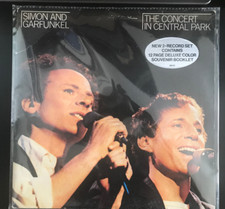 SIMON AND
GARFUNKEL
THE CONCERT
IN CENTRAL PARK
NEW 2-RECORD SET
CONTAINS
12 PAGE DELUXE COLOR
SOUVENIR BOOKLET